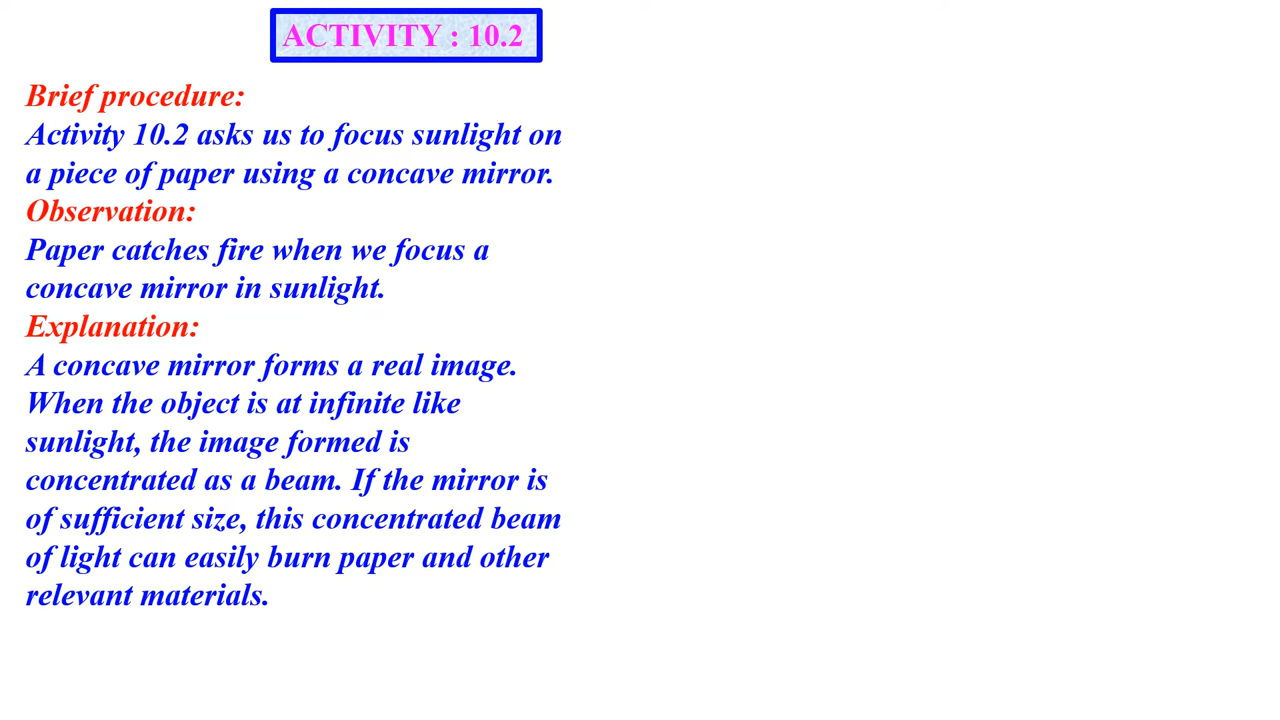 ACTIVITY : 10.2
Brief procedure:
Activity 10.2 asks us to focus sunlight on
a piece of paper using a concave mirror.
Observation:
Paper catches fire when we focus a
concave mirror in sunlight.
Explanation:
A concave mirror forms a real image.
When the object is at infinite like
sunlight, the image formed is
concentrated as a beam. If the mirror is
of sufficient size, this concentrated beam
of light can easily burn paper and other
relevant materials.